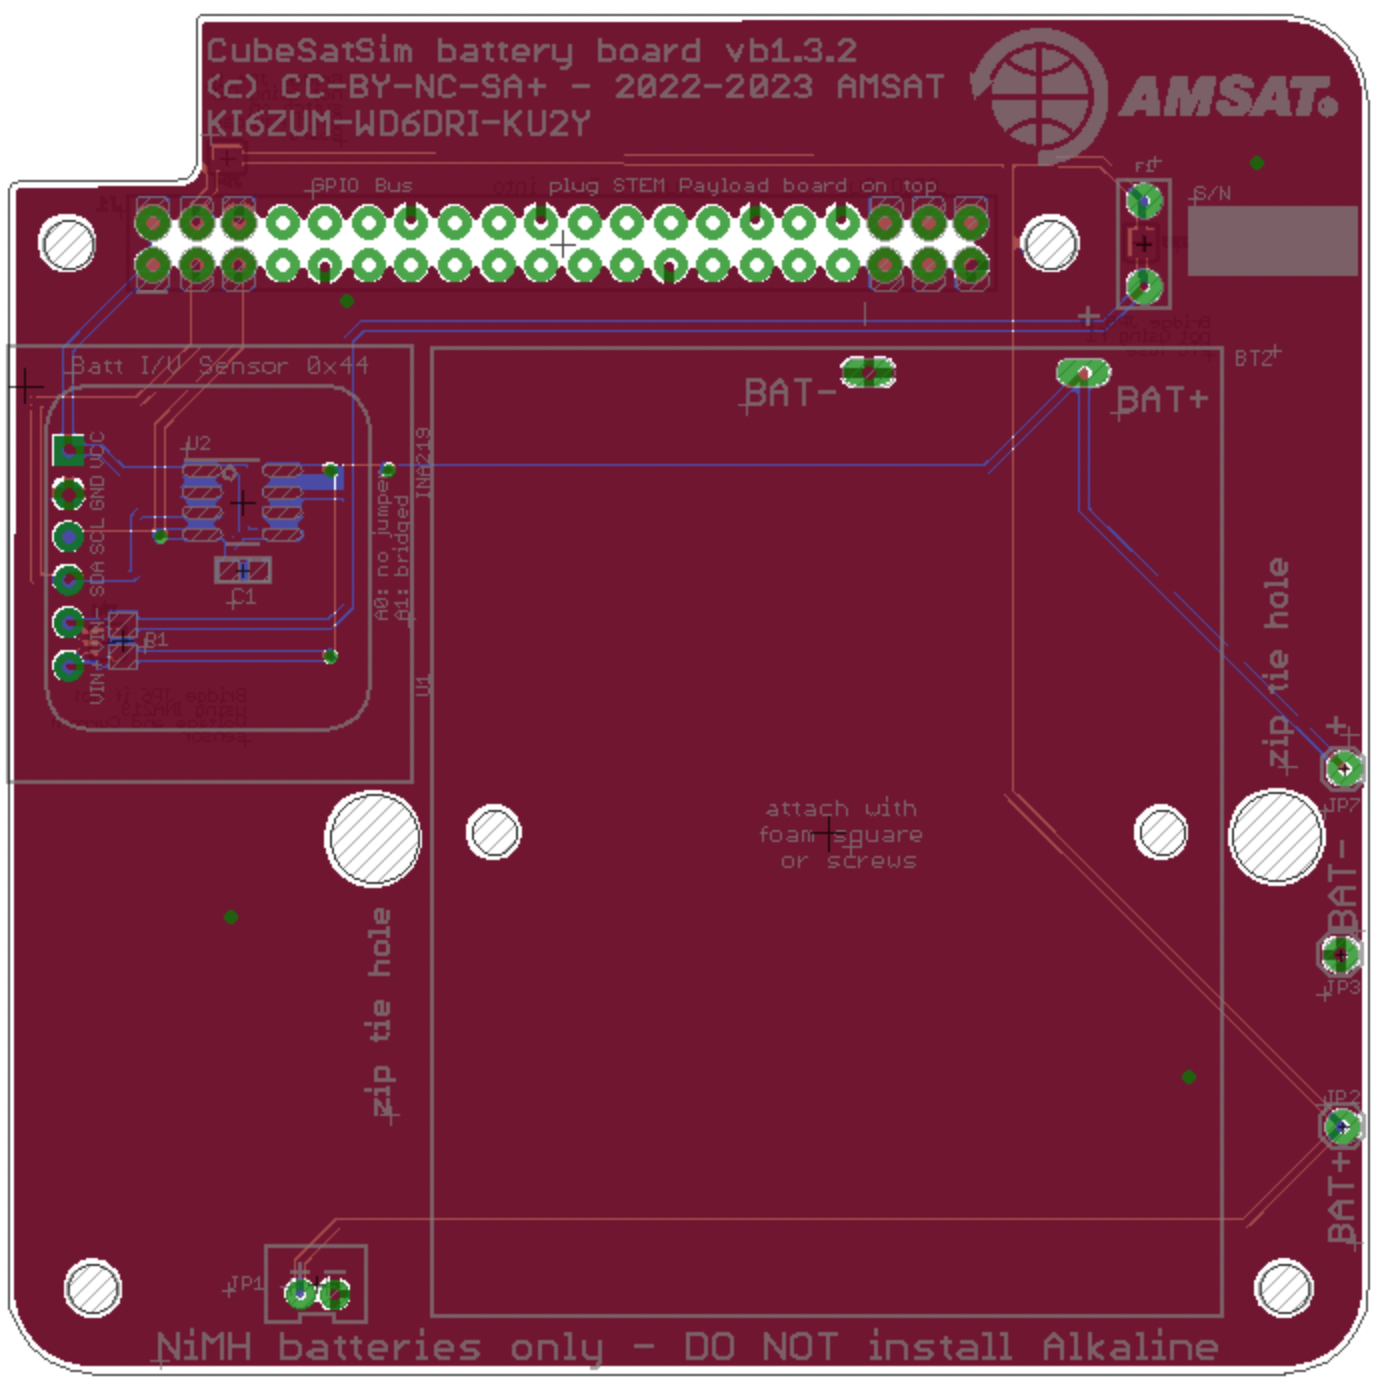 CubeSatSim battery board vb1.3.2
(c) CC-BY-NC-SA+ - 2022-2023 AMSAT
KI6ZUM-WD6DRI-KU2Y
AMSAT®
F1
GPIO Bus
plug STEM Payload board on top
S/N
+
BT2
Batt I/V Sensor 0x44
BAT-
BAT+
U2
VCC
GND
SCL
SDA
VIN-
VIN+
INA219
A0: no jumper
A1: bridged
C1
R1
U1
zip tie hole
+
JP7
attach with
foam square
or screws
BAT-
JP3
zip tie hole
JP2
BAT+
JP1
+ -
NiMH batteries only - DO NOT install Alkaline